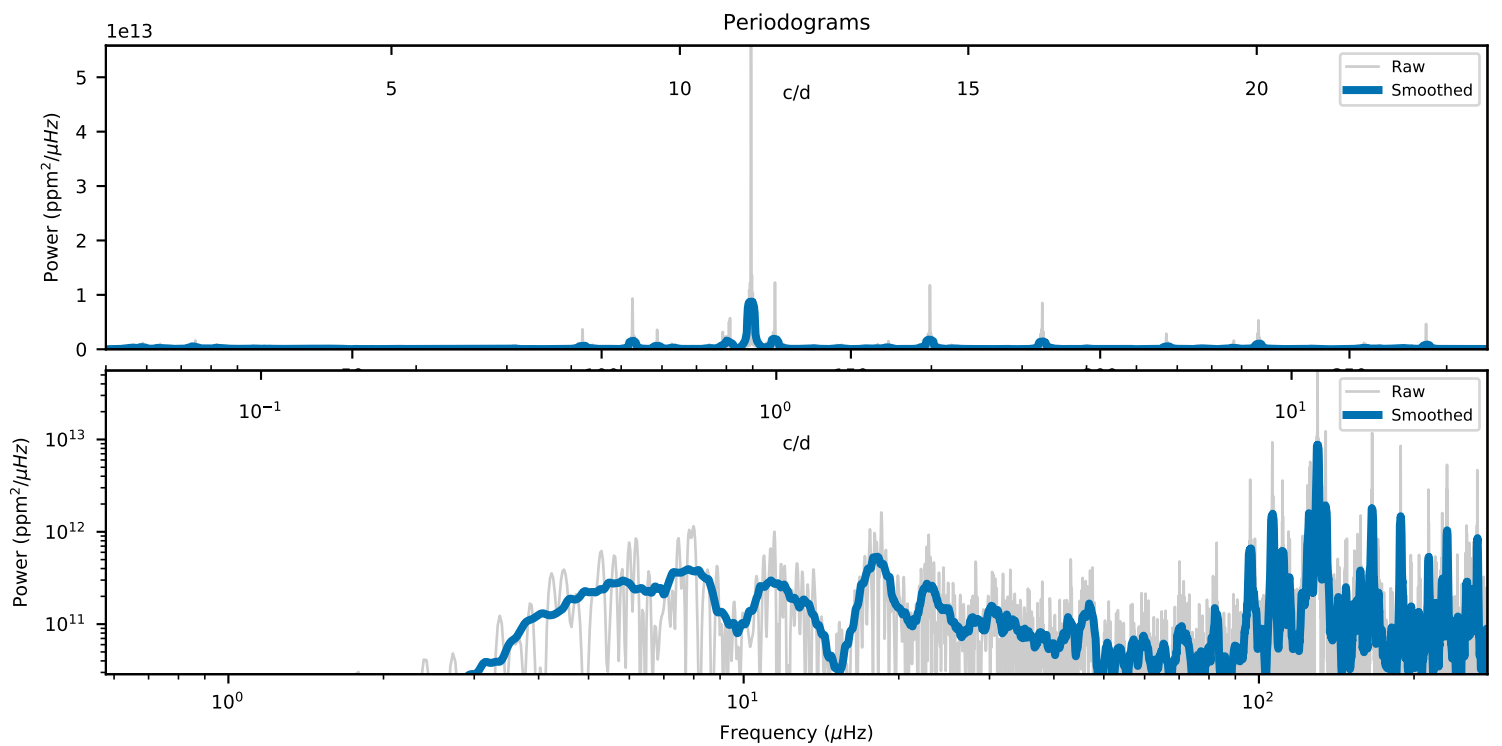 Periodograms
1e13
5 10 15 20
c/d
Raw
Smoothed
5
4
3
2
1
0
Power (ppm²/μHz)
10⁻¹ 10⁰ 10¹
c/d
Raw
Smoothed
10¹³
10¹²
10¹¹
Power (ppm²/μHz)
10⁰ 10¹ 10²
Frequency (μHz)